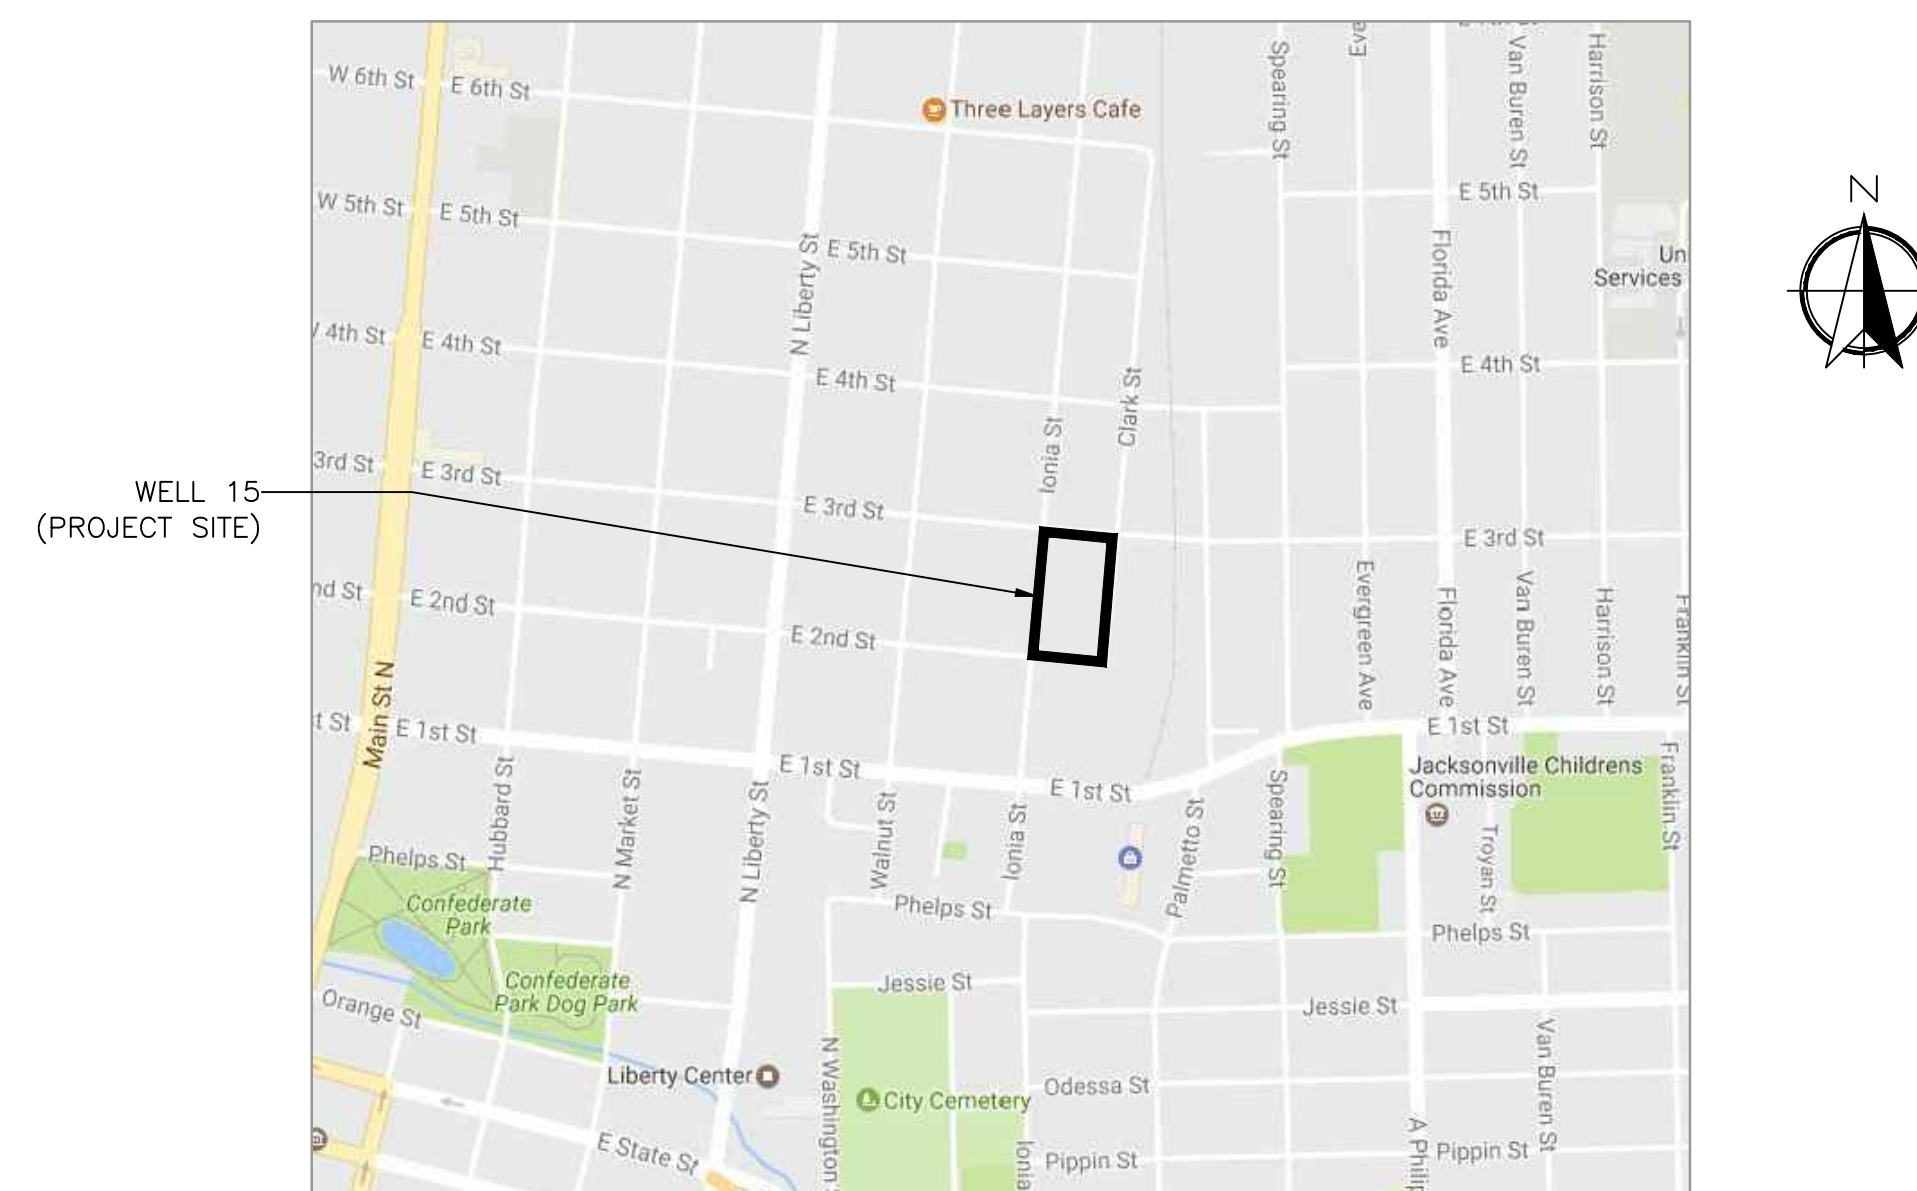 Eve
Spearing St
Van Buren St
Harrison St
W 6th St
E 6th St
Three Layers Cafe
N
W 5th St
E 5th St
E 5th St
E 5th St
N Liberty St
Florida Ave
Un
Services
4th St
E 4th St
E 4th St
E 4th St
Clark St
Ionia St
3rd St
E 3rd St
E 3rd St
E 3rd St
WELL 15
(PROJECT SITE)
nd St
E 2nd St
E 2nd St
Evergreen Ave
Florida Ave
Van Buren St
Harrison St
Franklin St
Main St N
t St
E 1st St
E 1st St
E 1st St
E 1st St
Jacksonville Childrens
Commission
Hubbard St
N Market St
N Liberty St
Walnut St
Ionia St
Palmetto St
Spearing St
Troyan St
Franklin St
Phelps St
Phelps St
Phelps St
Confederate
Park
Confederate
Park Dog Park
Jessie St
Jessie St
Orange St
Liberty Center
N Washington
City Cemetery
Odessa St
Van Buren St
E State St
Ionia
Pippin St
A Philip
Pippin St